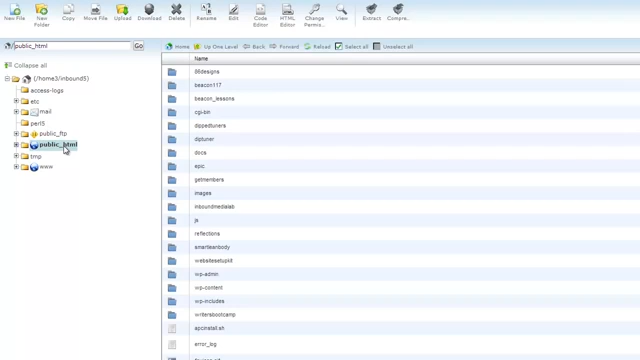 New File
New Folder
Copy
Move File
Upload
Download
Delete
Rename
Edit
Code Editor
HTML Editor
Change Permis...
View
Extract
Compre...
public_html
Go
Home
Up One Level
Back
Forward
Reload
Select all
Unselect all
Collapse all
(/home3/inbound5)
access-logs
etc
mail
perl5
public_ftp
public_html
tmp
www
Name
beacon117
beacon_lessons
cgi-bin
dippedtuners
diptuner
docs
epic
getmembers
images
inboundmedialab
js
reflections
smartleanbody
websitesetupkit
wp-admin
wp-content
wp-includes
writersbootcamp
apcinstall.sh
error_log